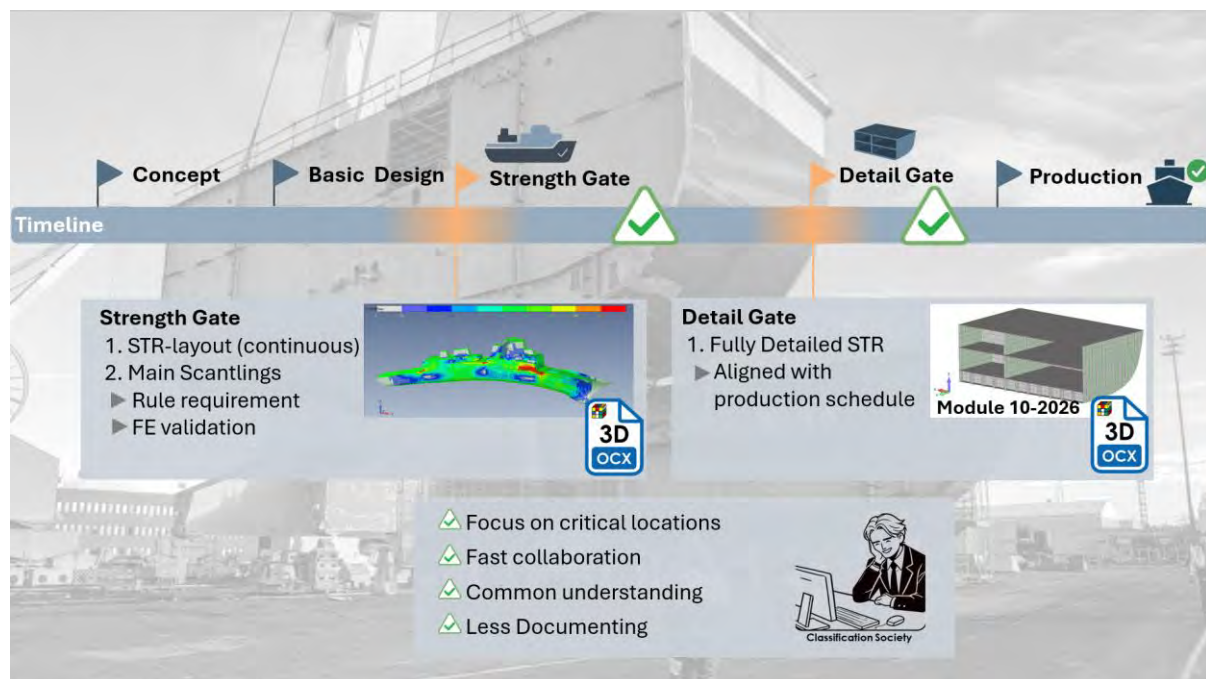 Concept
Basic Design
Strength Gate
Detail Gate
Production
Timeline
Strength Gate
1. STR-layout (continuous)
2. Main Scantlings
Rule requirement
FE validation
3D
OCX
Detail Gate
1. Fully Detailed STR
Aligned with
production schedule
Module 10-2026
3D
OCX
Focus on critical locations
Fast collaboration
Common understanding
Less Documenting
Classification Society